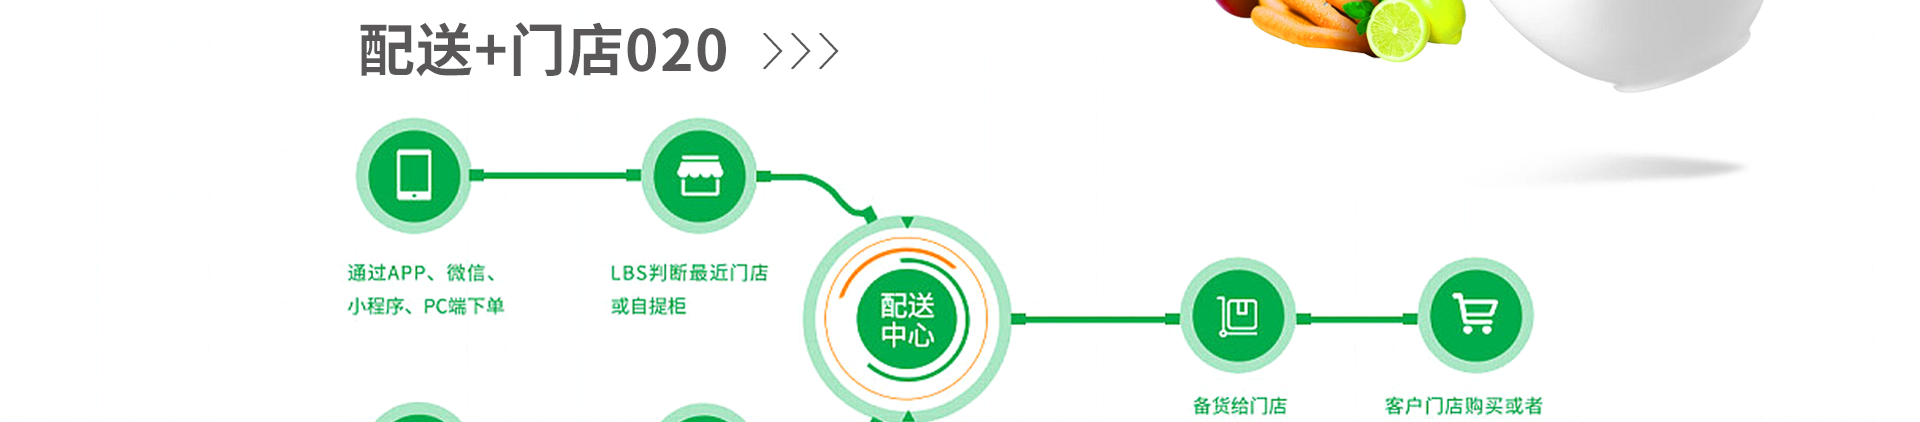 配送+门店020
通过APP、微信、
小程序、PC端下单
LBS判断最近门店
或自提柜
配送
中心
备货给门店
客户门店购买或者